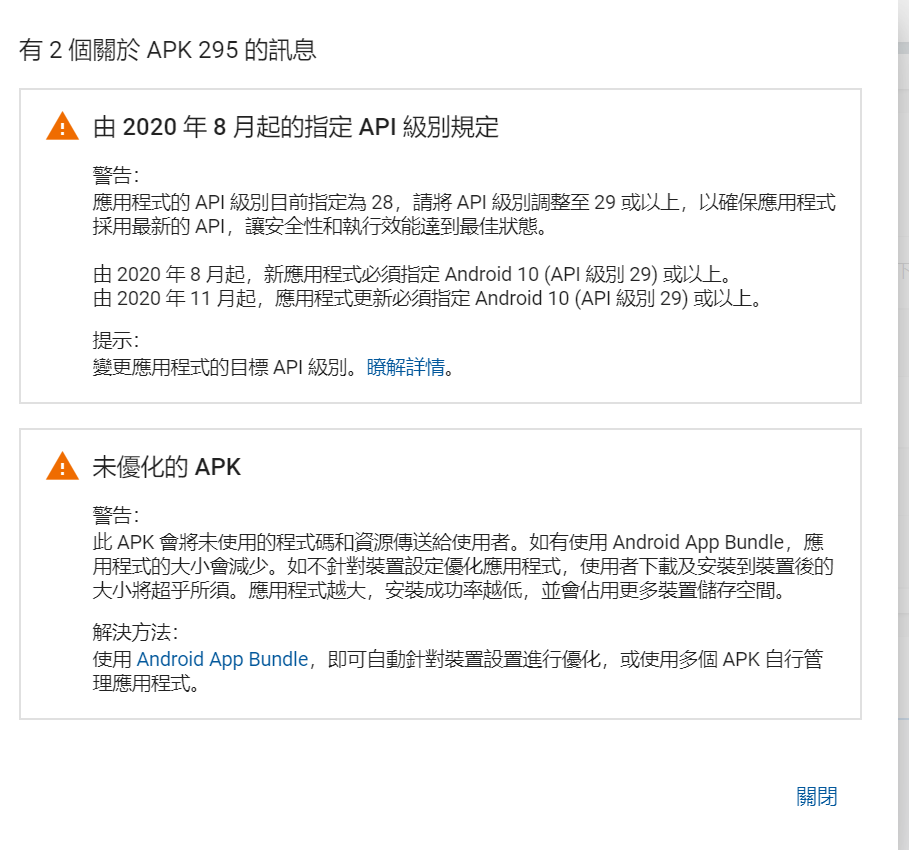 有 2 個關於 APK 295 的訊息
由 2020 年 8 月起的指定 API 級別規定
警告：
應用程式的 API 級別目前指定為 28，請將 API 級別調整至 29 或以上，以確保應用程式
採用最新的 API，讓安全性和執行效能達到最佳狀態。
由 2020 年 8 月起，新應用程式必須指定 Android 10 (API 級別 29) 或以上。
由 2020 年 11 月起，應用程式更新必須指定 Android 10 (API 級別 29) 或以上。
提示：
變更應用程式的目標 API 級別。瞭解詳情。
未優化的 APK
警告：
此 APK 會將未使用的程式碼和資源傳送給使用者。如有使用 Android App Bundle，應
用程式的大小會減少。如不針對裝置設定優化應用程式，使用者下載及安裝到裝置後的
大小將超乎所須。應用程式越大，安裝成功率越低，並會佔用更多裝置儲存空間。
解決方法：
使用 Android App Bundle，即可自動針對裝置設置進行優化，或使用多個 APK 自行管
理應用程式。
關閉